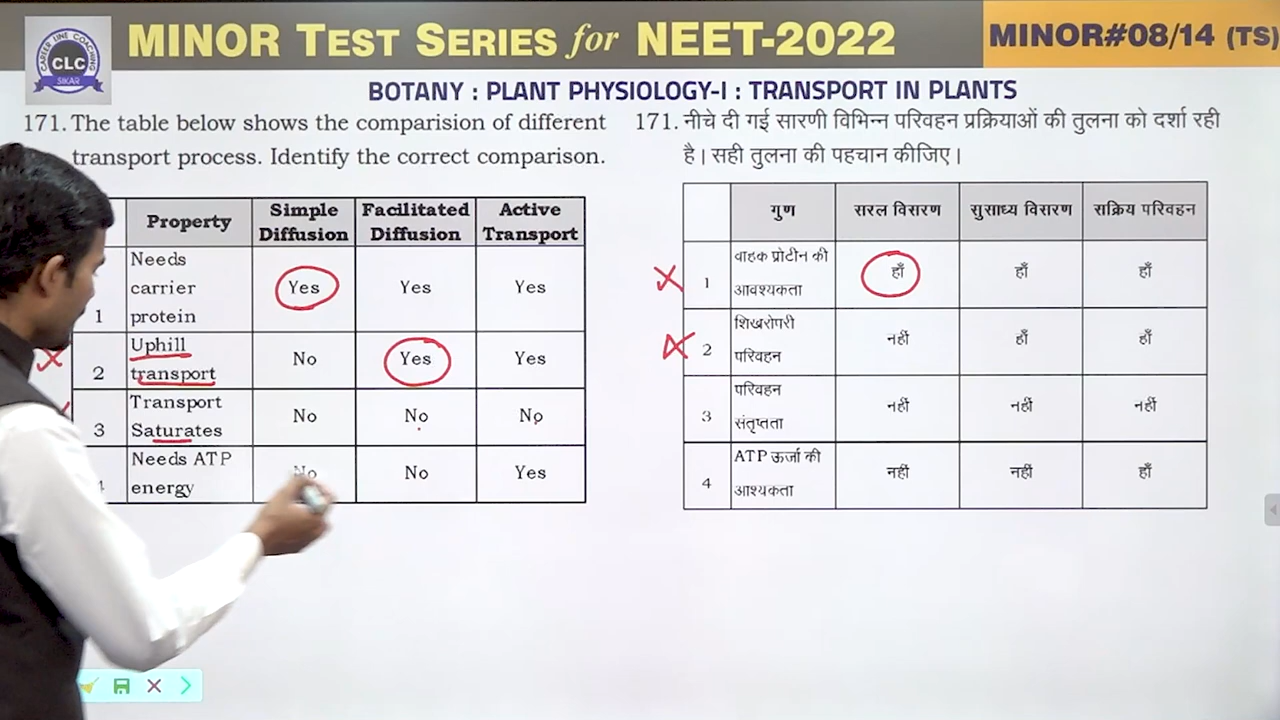 CAREER LINE COACHING
CLC
SIKAR
MINOR TEST SERIES for NEET-2022
MINOR#08/14 (TS)
BOTANY : PLANT PHYSIOLOGY-I : TRANSPORT IN PLANTS
171. The table below shows the comparision of different
transport process. Identify the correct comparison.
Property Simple Diffusion Facilitated Diffusion Active Transport
1 Needs carrier protein Yes Yes Yes
2 Uphill transport No Yes Yes
3 Transport Saturates No No No
Needs ATP energy No No Yes
171. नीचे दी गई सारणी विभिन्न परिवहन प्रक्रियाओं की तुलना को दर्शा रही
है। सही तुलना की पहचान कीजिए।
गुण सरल विसरण सुसाध्य विसरण सक्रिय परिवहन
1 वाहक प्रोटीन की आवश्यकता हाँ हाँ हाँ
2 शिखरोपरी परिवहन नहीं हाँ हाँ
3 परिवहन संतृप्तता नहीं नहीं नहीं
4 ATP ऊर्जा की आश्यकता नहीं नहीं हाँ